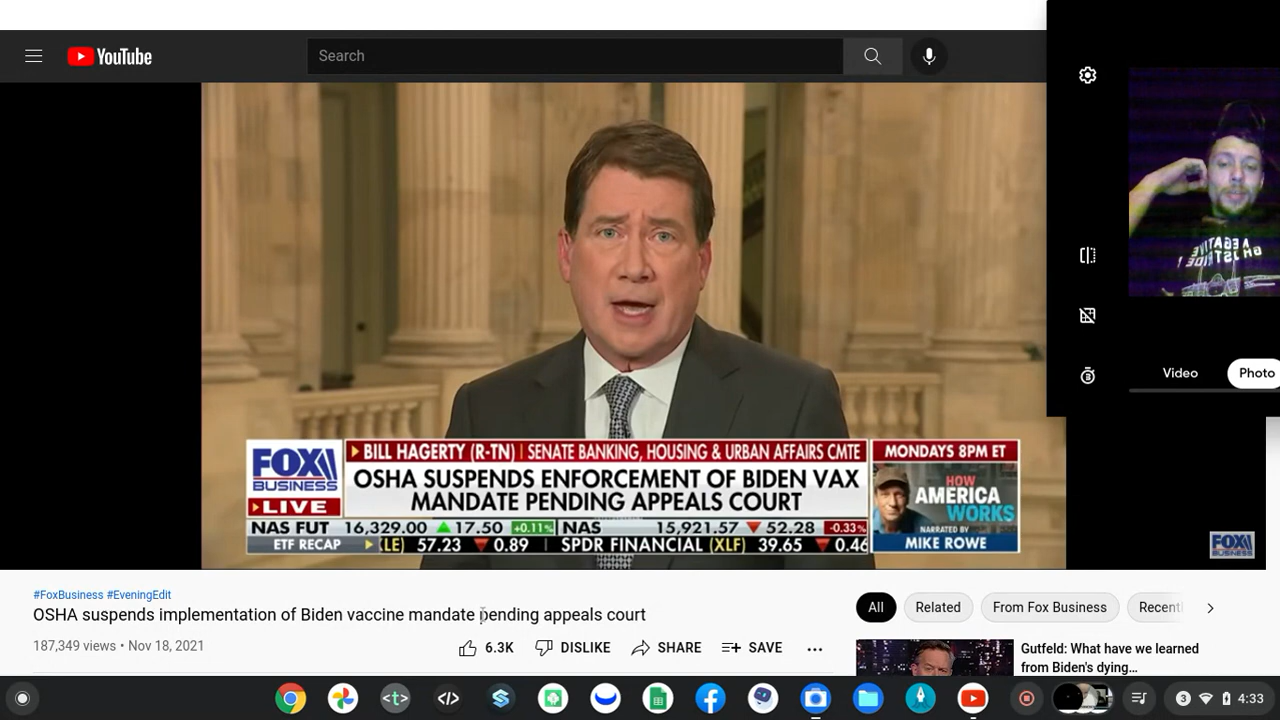 YouTube
Search
Video
Photo
BILL HAGERTY (R-TN) | SENATE BANKING, HOUSING & URBAN AFFAIRS CMTE
OSHA SUSPENDS ENFORCEMENT OF BIDEN VAX
MANDATE PENDING APPEALS COURT
FOX
BUSINESS
LIVE
MONDAYS 8PM ET
HOW
AMERICA
WORKS
NARRATED BY
MIKE ROWE
NAS FUT 16,329.00 17.50 +0.11% NAS 15,921.57 52.28 -0.33%
ETF RECAP (XLE) 57.23 0.89 SPDR FINANCIAL (XLF) 39.65 0.46
FOX
BUSINESS
#FoxBusiness #EveningEdit
OSHA suspends implementation of Biden vaccine mandate pending appeals court
187,349 views • Nov 18, 2021
6.3K DISLIKE SHARE SAVE
All Related From Fox Business
Gutfeld: What have we learned
from Biden's dying...
<t> </>
3 4:33